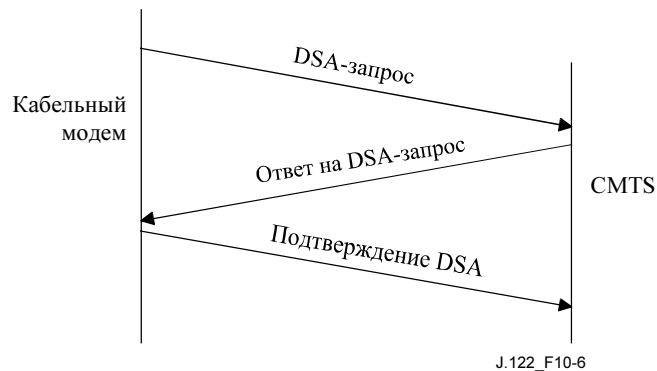 DSA-запрос
Кабельный
модем
Ответ на DSA-запрос
CMTS
Подтверждение DSA
J.122_F10-6